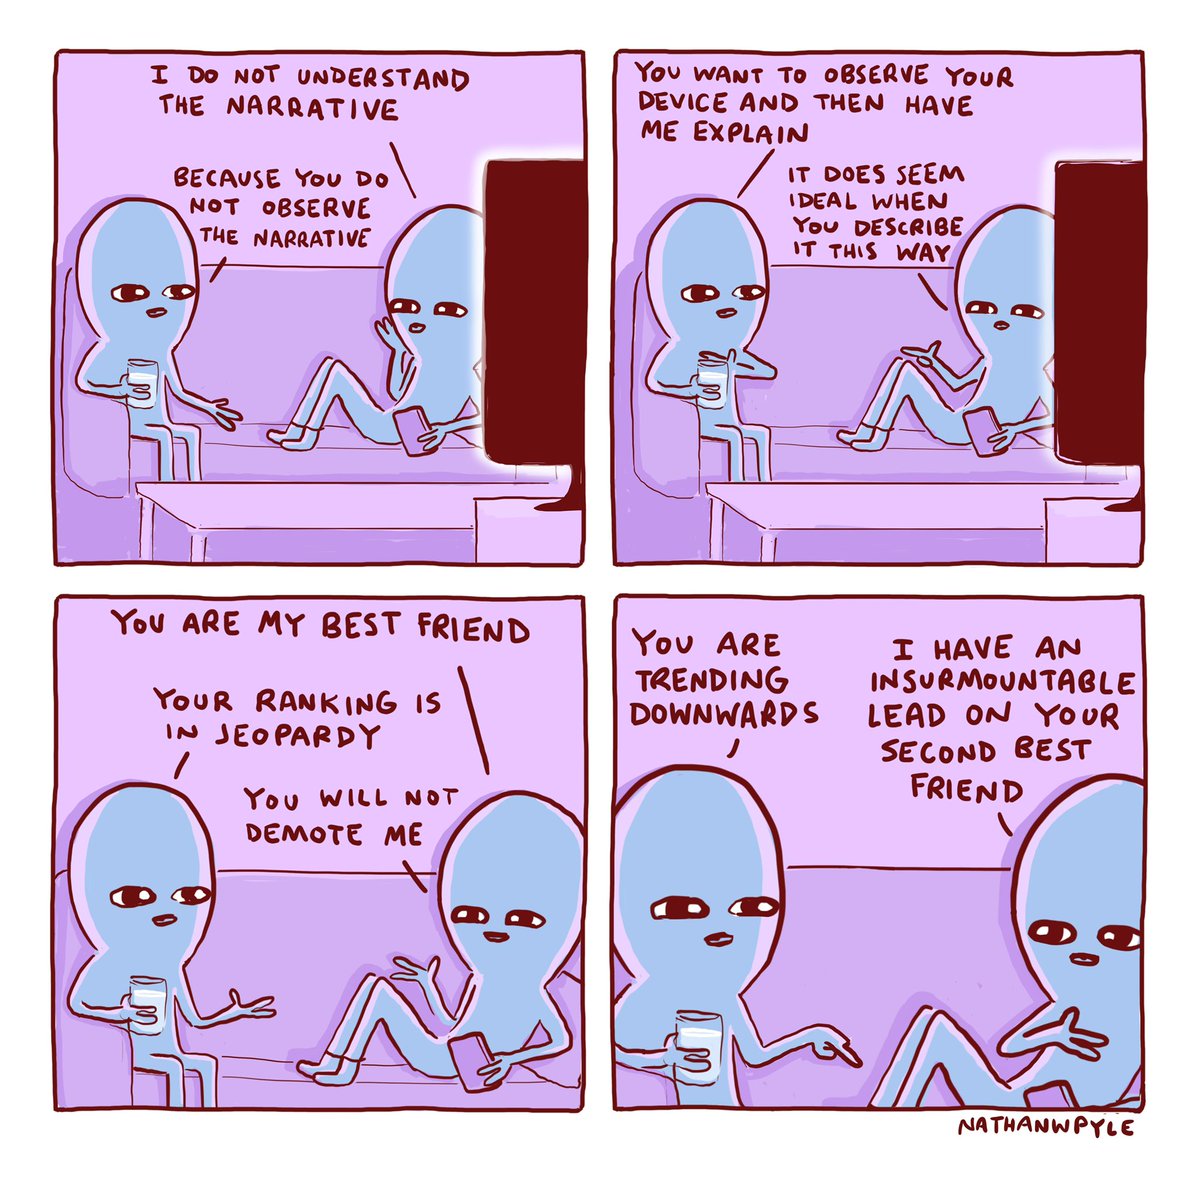 I DO NOT UNDERSTAND
THE NARRATIVE
BECAUSE YOU DO
NOT OBSERVE
THE NARRATIVE
YOU WANT TO OBSERVE YOUR
DEVICE AND THEN HAVE
ME EXPLAIN
IT DOES SEEM
IDEAL WHEN
YOU DESCRIBE
IT THIS WAY
YOU ARE MY BEST FRIEND
YOUR RANKING IS
IN JEOPARDY
YOU WILL NOT
DEMOTE ME
YOU ARE
TRENDING
DOWNWARDS
I HAVE AN
INSURMOUNTABLE
LEAD ON YOUR
SECOND BEST
FRIEND
NATHANWPYLE